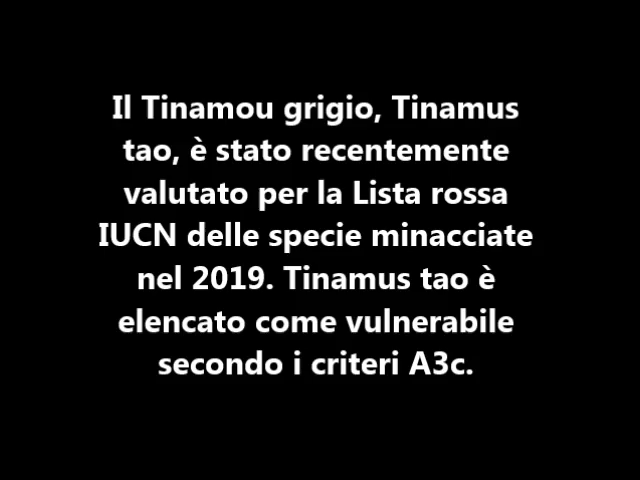 Il Tinamou grigio, Tinamus
tao, è stato recentemente
valutato per la Lista rossa
IUCN delle specie minacciate
nel 2019. Tinamus tao è
elencato come vulnerabile
secondo i criteri A3c.